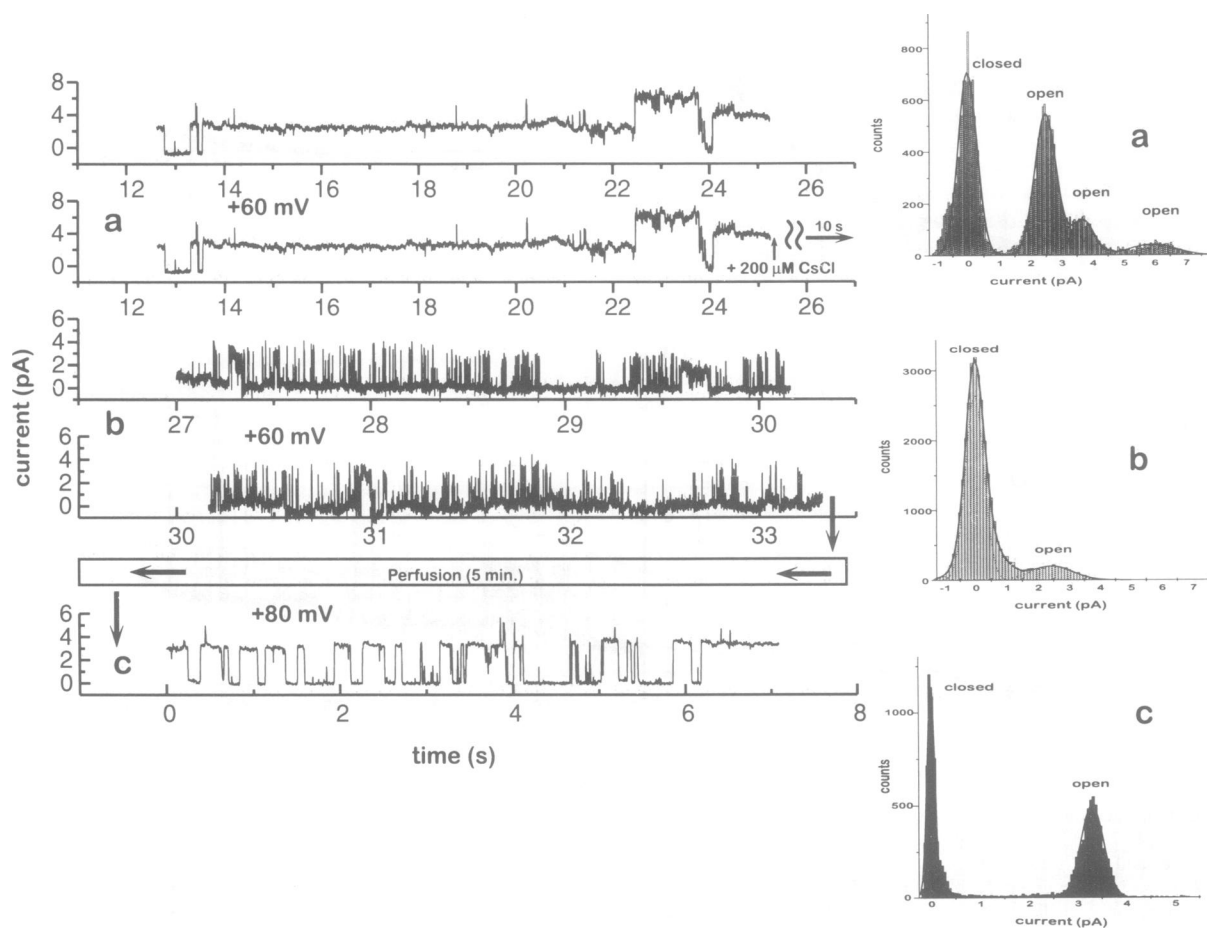 8
4
0
12 14 16 18 20 22 24 26
a
+60 mV
8
4
0
10 s
+ 200 µM CsCl
12 14 16 18 20 22 24 26
6
4
2
0
27 28 29 30
b
+60 mV
6
4
2
0
30 31 32 33
Perfusion (5 min.)
+80 mV
c
6
4
2
0
0 2 4 6 8
time (s)
current (pA)
800
600
400
200
0
counts
closed
open
open
open
a
-1 0 1 2 3 4 5 6 7
current (pA)
3000
2000
1000
0
counts
closed
open
b
-1 0 1 2 3 4 5 6 7
current (pA)
1000
500
0
counts
closed
open
c
0 1 2 3 4 5
current (pA)